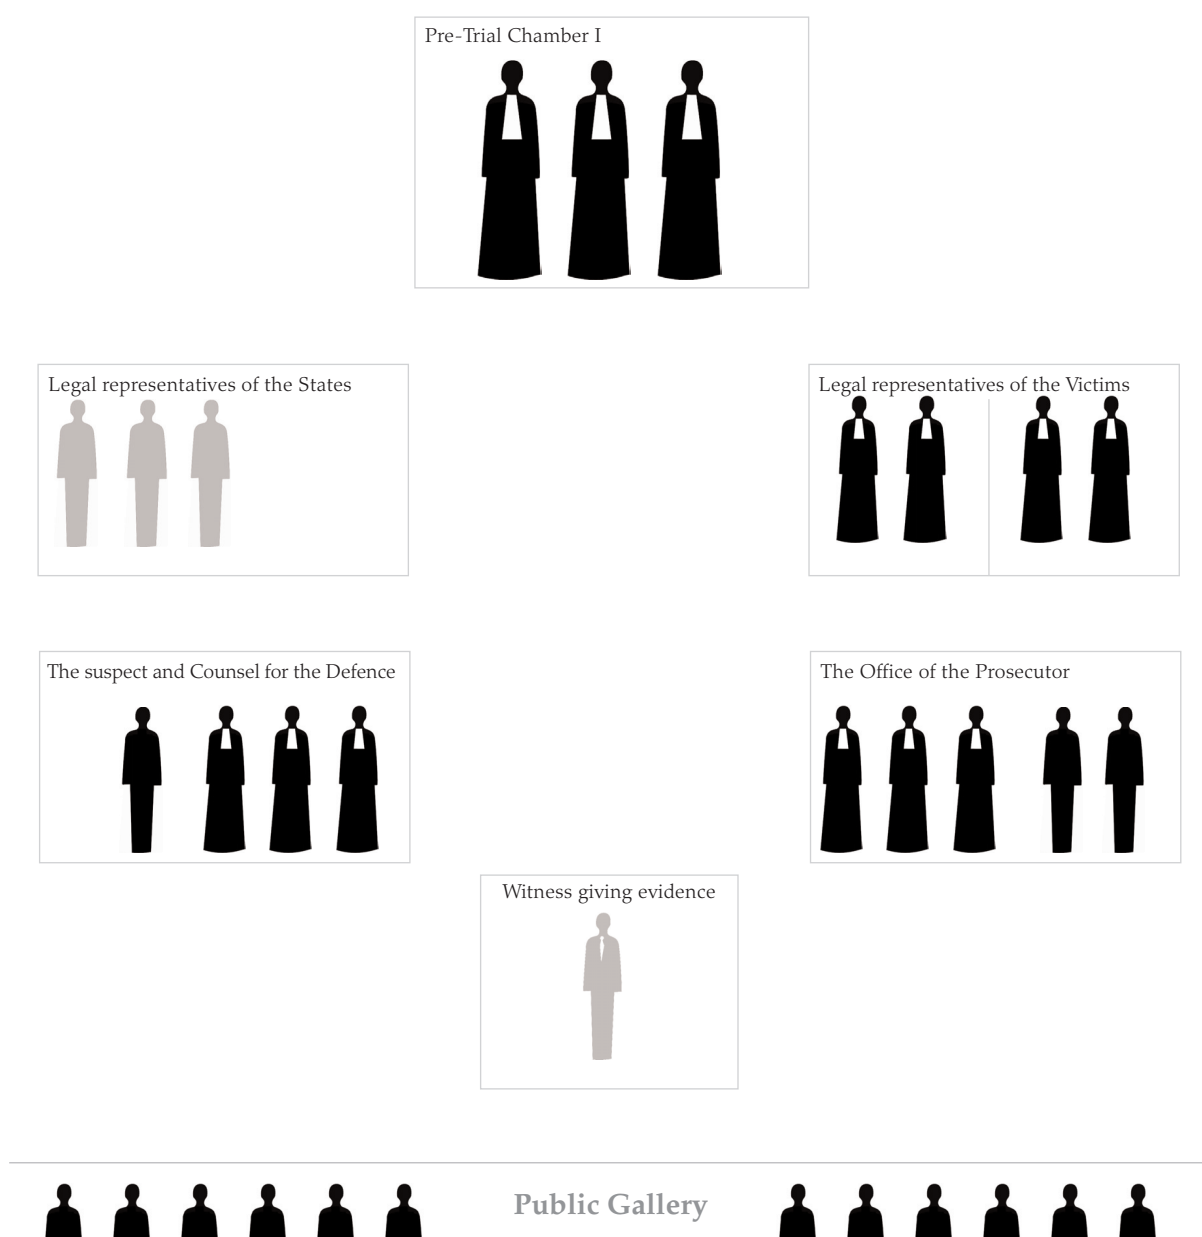 Pre-Trial Chamber I
Legal representatives of the States
Legal representatives of the Victims
The suspect and Counsel for the Defence
The Office of the Prosecutor
Witness giving evidence
Public Gallery